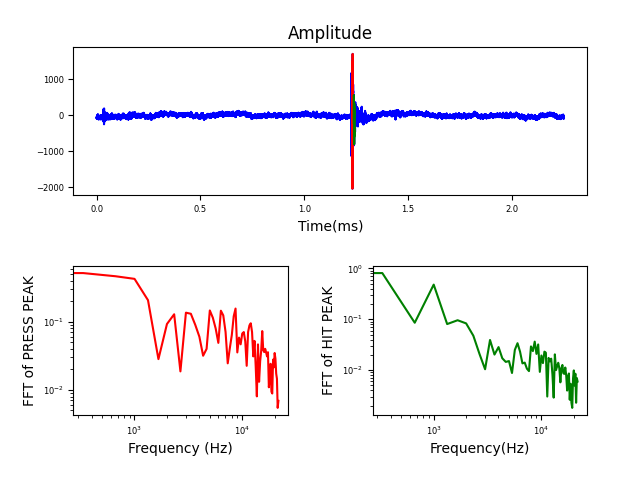 Amplitude
1000
0
−1000
−2000
0.0 0.5 1.0 1.5 2.0
Time(ms)
FFT of PRESS PEAK
10⁻¹
10⁻²
10³ 10⁴
Frequency (Hz)
FFT of HIT PEAK
10⁰
10⁻¹
10⁻²
10³ 10⁴
Frequency(Hz)